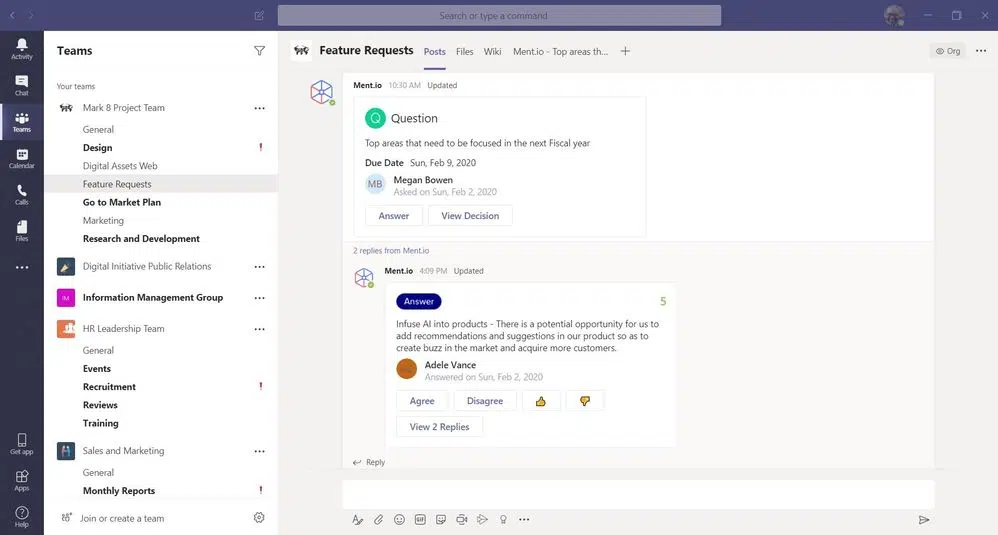 Search or type a command
Activity
Chat
Teams
Calendar
Calls
Files
Get app
Apps
Help
Teams
Your teams
Mark 8 Project Team
General
Design
Digital Assets Web
Feature Requests
Go to Market Plan
Marketing
Research and Development
Digital Initiative Public Relations
IM
Information Management Group
HR Leadership Team
General
Events
Recruitment
Reviews
Training
Sales and Marketing
General
Monthly Reports
Join or create a team
Feature Requests Posts Files Wiki Ment.io - Top areas th...
Org
Ment.io 10:30 AM Updated
Q Question
Top areas that need to be focused in the next Fiscal year
Due Date Sun, Feb 9, 2020
MB Megan Bowen
Asked on Sun, Feb 2, 2020
Answer View Decision
2 replies from Ment.io
Ment.io 4:09 PM Updated
Answer 5
Infuse AI into products - There is a potential opportunity for us to
add recommendations and suggestions in our product so as to
create buzz in the market and acquire more customers.
Adele Vance
Answered on Sun, Feb 2, 2020
Agree Disagree
View 2 Replies
Reply
GIF